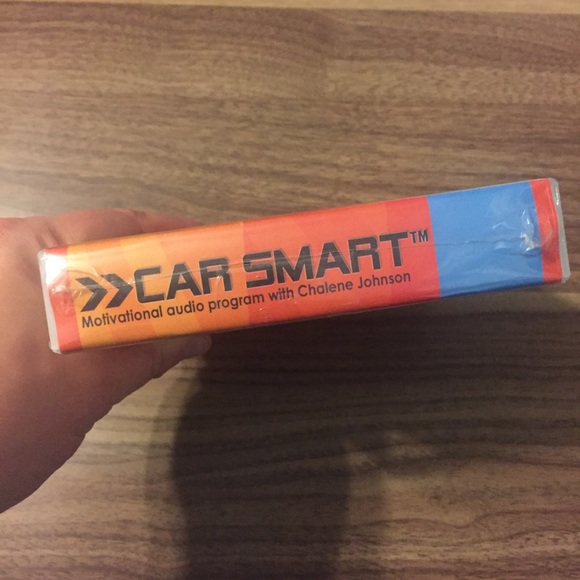 »CAR SMART™
Motivational audio program with Chalene Johnson